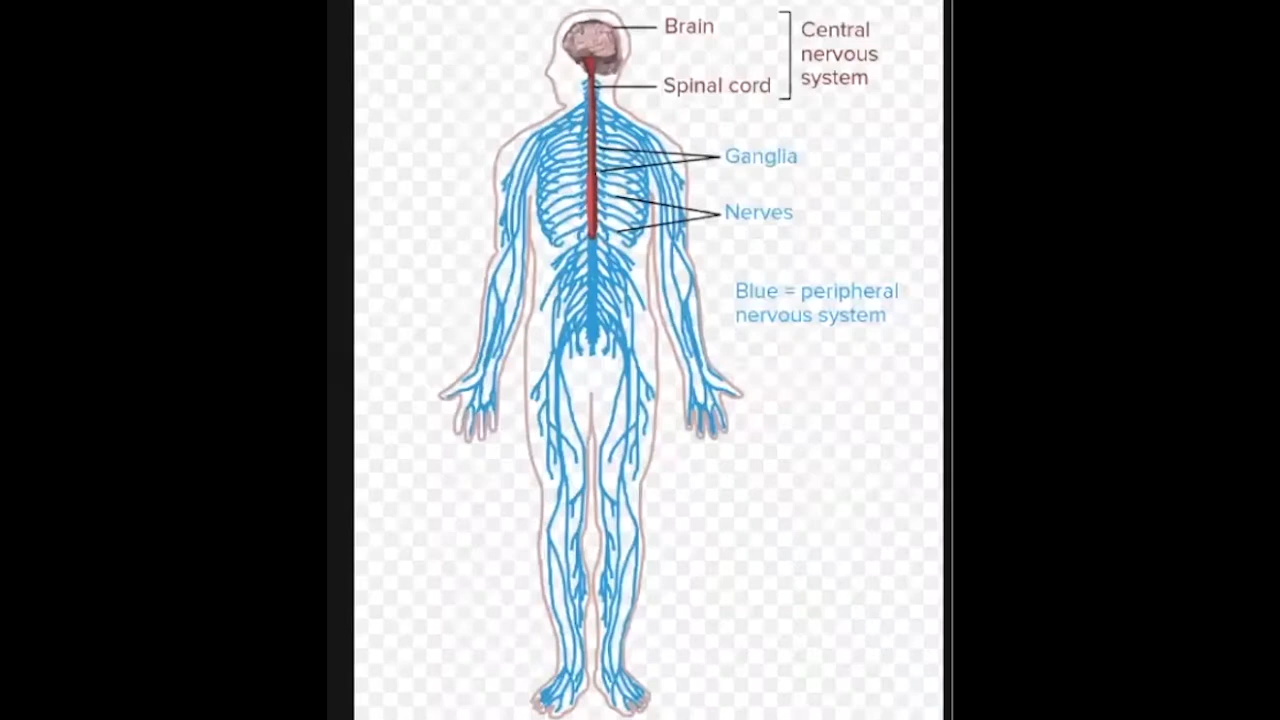 Brain
Spinal cord
Central
nervous
system
Ganglia
Nerves
Blue = peripheral
nervous system